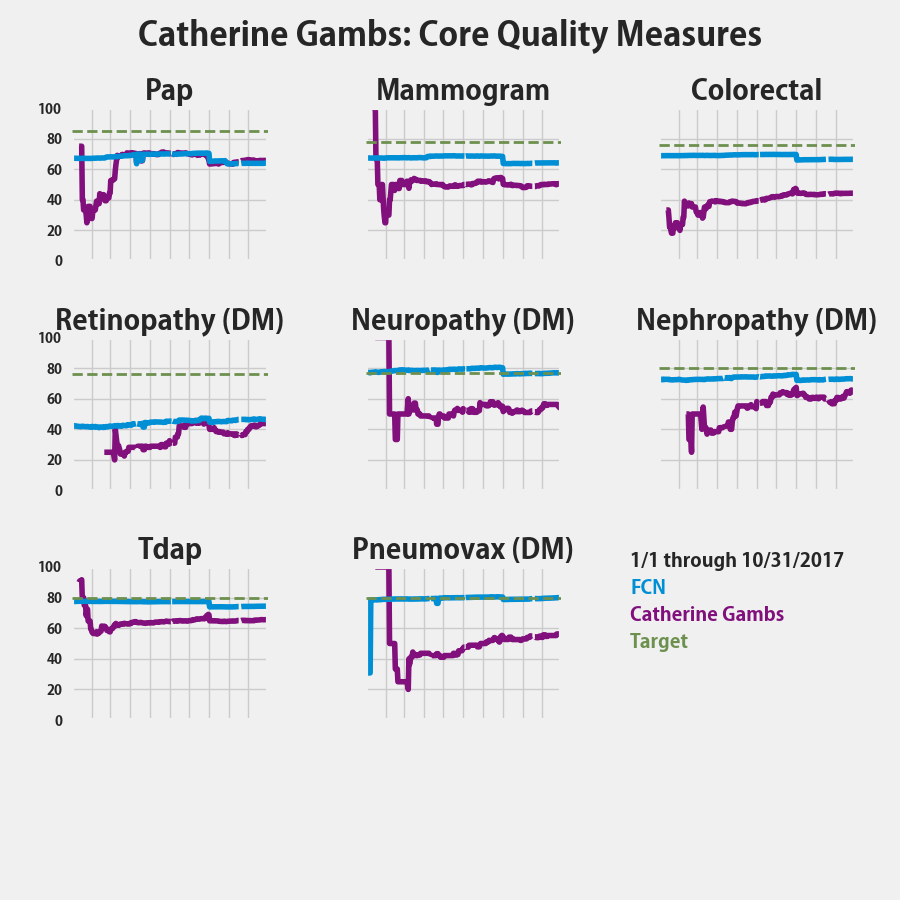 Catherine Gambs: Core Quality Measures
Pap
Mammogram
Colorectal
100
80
60
40
20
0
Retinopathy (DM)
Neuropathy (DM)
Nephropathy (DM)
100
80
60
40
20
0
Tdap
Pneumovax (DM)
100
80
60
40
20
0
1/1 through 10/31/2017
FCN
Catherine Gambs
Target